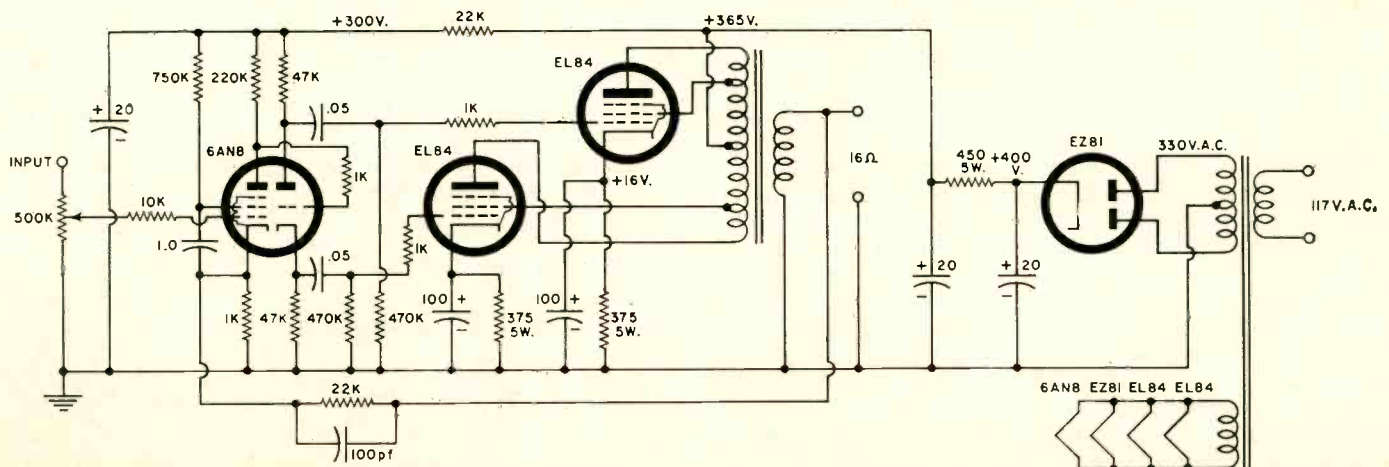 +300V.
22K
+365V.
750K
220K
47K
.05
1K
EL84
+ 20
-
6AN8
EL84
1K
+16V.
450
5W.
+400
V.
EZ81
330V.A.C.
INPUT
500K
10K
1.0
.05
1K
16Ω
117V.A.C.
1K
47K
470K
470K
100 +
-
375
5W.
100 +
-
375
5W.
+ 20
-
+ 20
-
22K
100pf
6AN8 EZ81 EL84 EL84